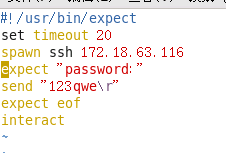 #!/usr/bin/expect
set timeout 20
spawn ssh 172.18.63.116
expect "password:"
send "123qwe\r"
expect eof
interact
~